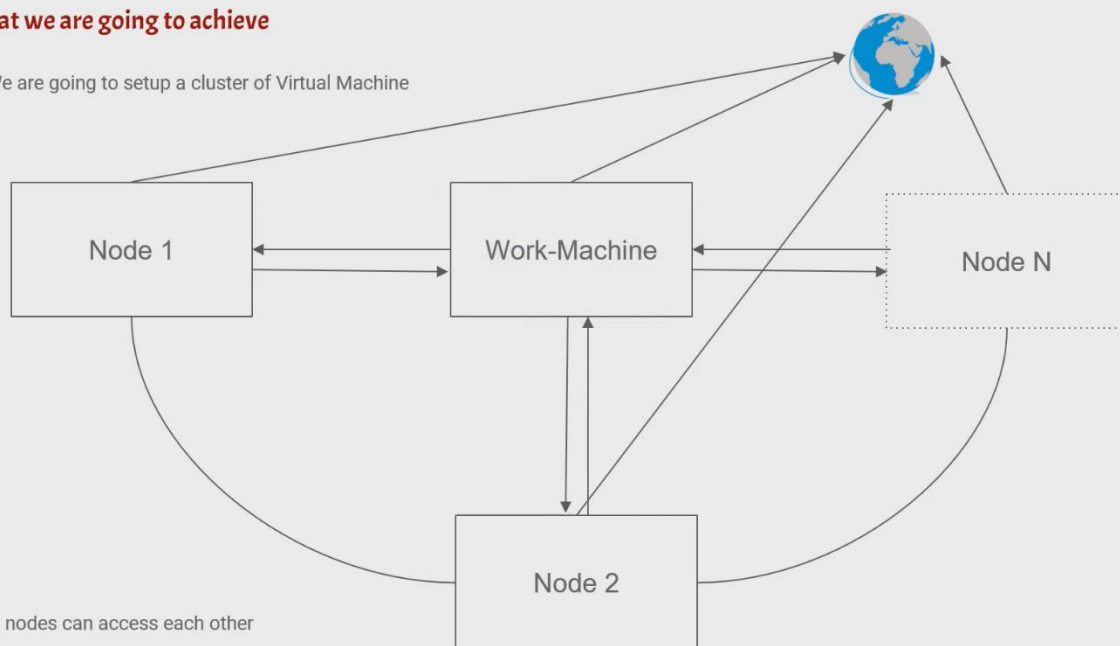 at we are going to achieve
We are going to setup a cluster of Virtual Machine
Node 1
Work-Machine
Node N
Node 2
nodes can access each other